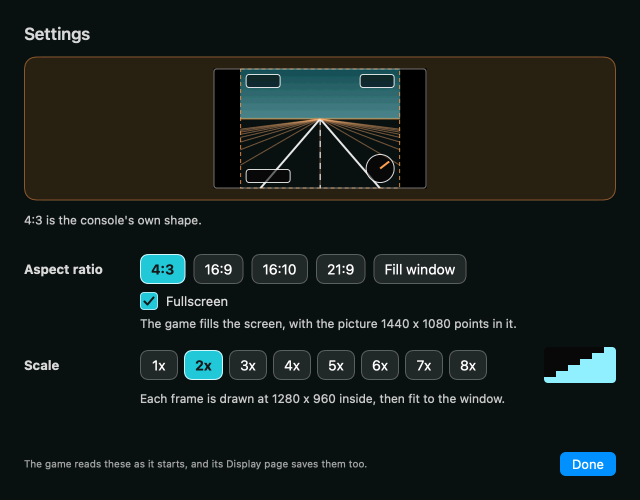 Settings
4:3 is the console's own shape.
Aspect ratio
4:3 16:9 16:10 21:9 Fill window
Fullscreen
The game fills the screen, with the picture 1440 x 1080 points in it.
Scale
1x 2x 3x 4x 5x 6x 7x 8x
Each frame is drawn at 1280 x 960 inside, then fit to the window.
The game reads these as it starts, and its Display page saves them too.
Done